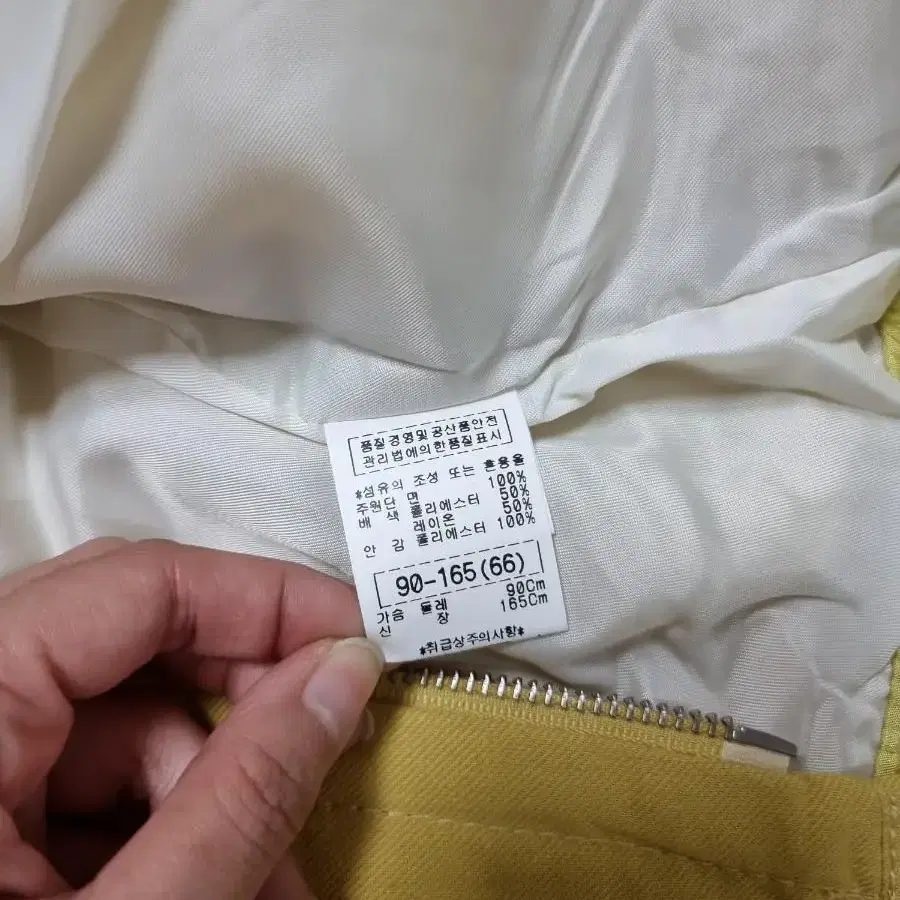 품질경영및공산품안전
관리법에의한품질표시
*섬유의 조성 또는 혼용율
주원단 면 100%
배 색 폴리에스터 50%
레이온 50%
안 감 폴리에스터 100%
90-165(66)
가슴 둘레 90Cm
신 장 165Cm
*취급상주의사항*